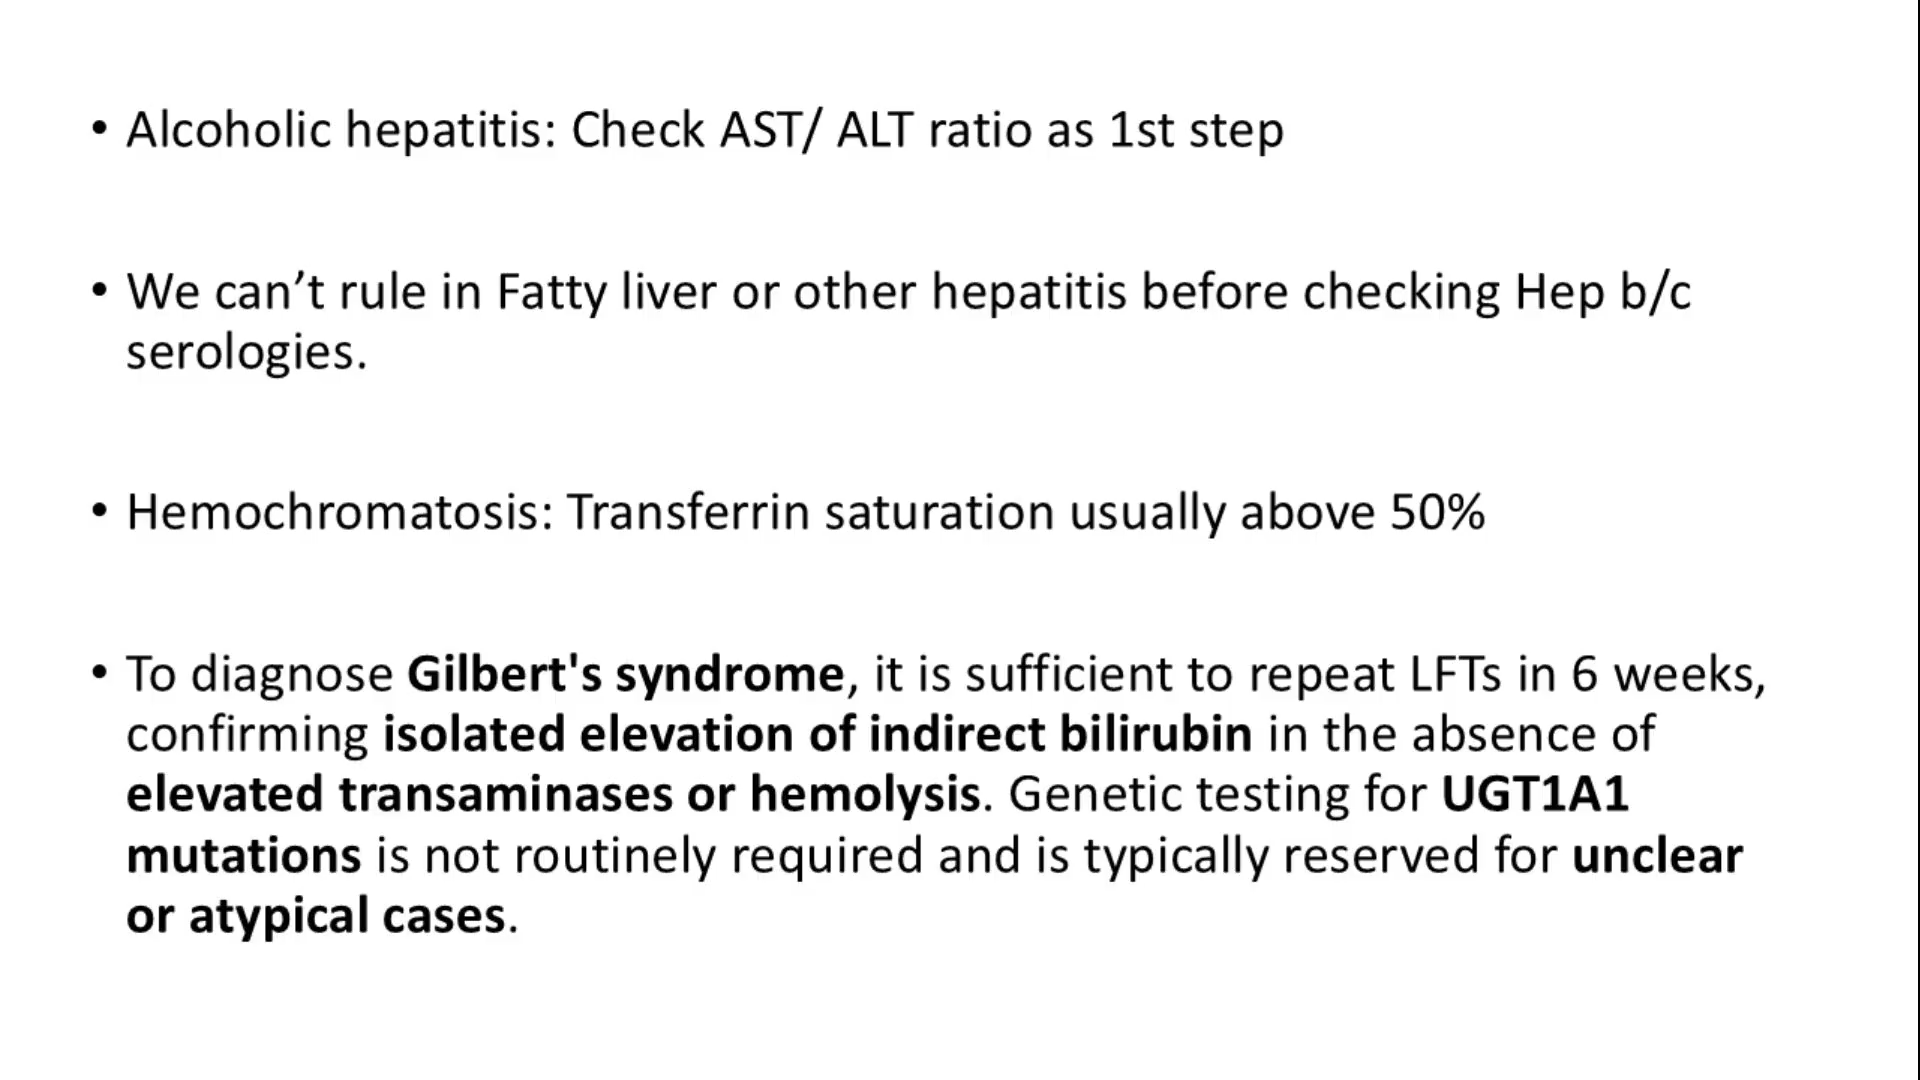 • Alcoholic hepatitis: Check AST/ ALT ratio as 1st step
• We can’t rule in Fatty liver or other hepatitis before checking Hep b/c
serologies.
• Hemochromatosis: Transferrin saturation usually above 50%
• To diagnose Gilbert's syndrome, it is sufficient to repeat LFTs in 6 weeks,
confirming isolated elevation of indirect bilirubin in the absence of
elevated transaminases or hemolysis. Genetic testing for UGT1A1
mutations is not routinely required and is typically reserved for unclear
or atypical cases.